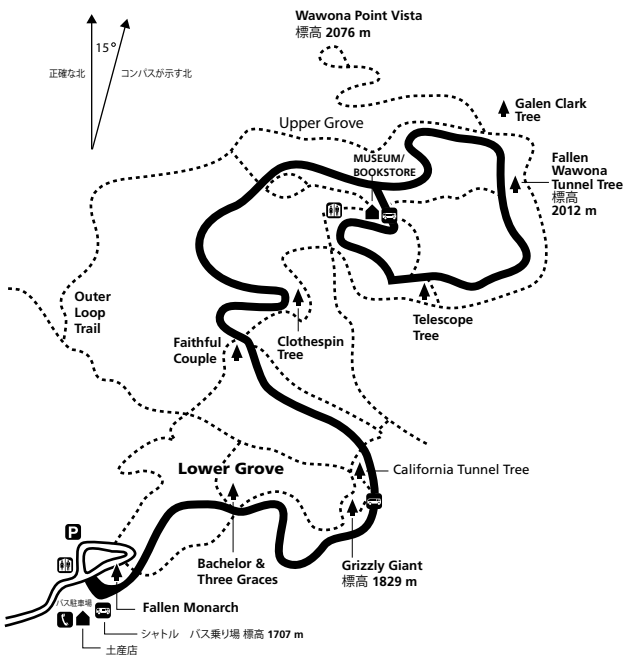 Wawona Point Vista
標高 2076 m
15°
正確な北
コンパスが示す北
Galen Clark
Tree
Upper Grove
MUSEUM/
BOOKSTORE
Fallen
Wawona
Tunnel Tree
標高
2012 m
Outer
Loop
Trail
Telescope
Tree
Faithful
Couple
Clothespin
Tree
Lower Grove
California Tunnel Tree
P
Bachelor &
Three Graces
Grizzly Giant
標高 1829 m
バス駐車場
Fallen Monarch
シャトル バス乗り場 標高 1707 m
土産店